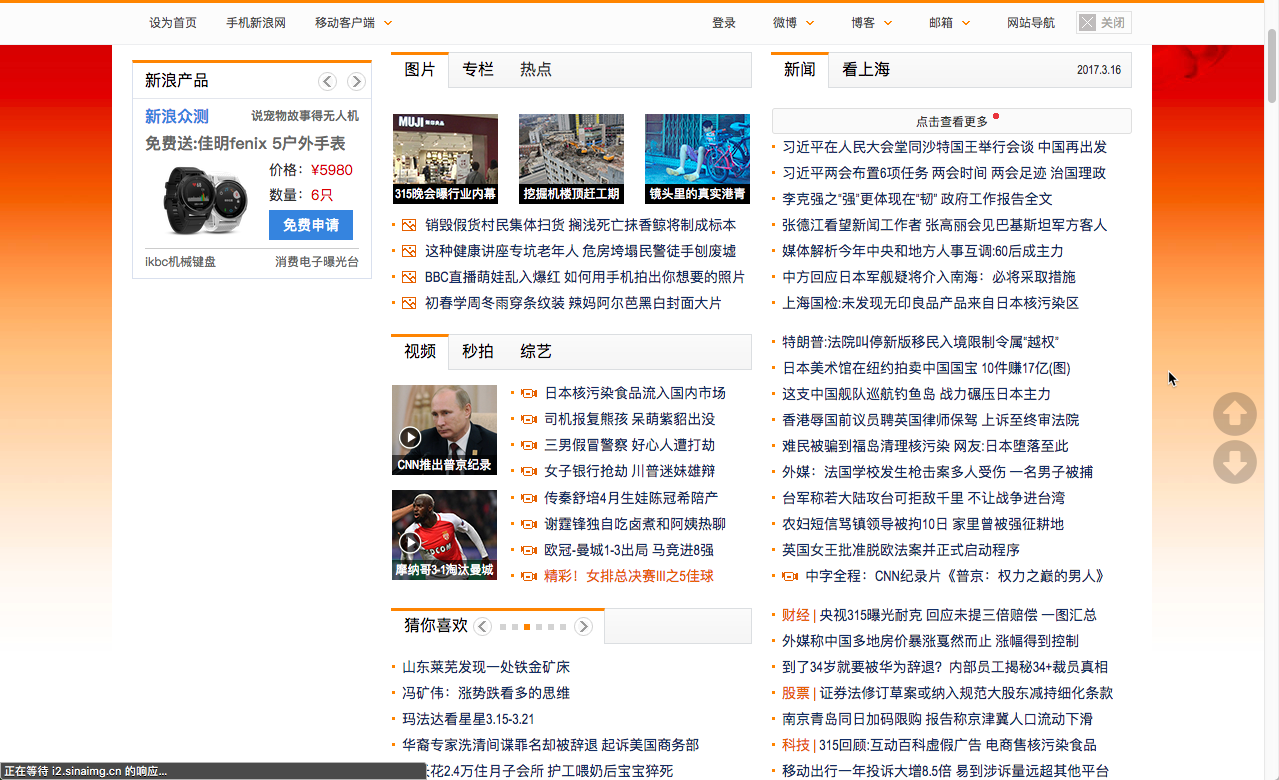 设为首页 手机新浪网 移动客户端 登录 微博 博客 邮箱 网站导航 关闭
新浪产品
新浪众测 说宠物故事得无人机
免费送:佳明fenix 5户外手表
价格：¥5980
数量：6只
免费申请
ikbc机械键盘 消费电子曝光台
图片 专栏 热点
MUJI 無印良品
315晚会曝行业内幕 挖掘机楼顶赶工期 镜头里的真实港青
销毁假货村民集体扫货 搁浅死亡抹香鲸将制成标本
这种健康讲座专坑老年人 危房垮塌民警徒手刨废墟
BBC直播萌娃乱入爆红 如何用手机拍出你想要的照片
初春学周冬雨穿条纹装 辣妈阿尔芭黑白封面大片
视频 秒拍 综艺
CNN推出普京纪录
摩纳哥3-1淘汰曼城
日本核污染食品流入国内市场
司机报复熊孩 呆萌紫貂出没
三男假冒警察 好心人遭打劫
女子银行抢劫 川普迷妹雄辩
传秦舒培4月生娃陈冠希陪产
谢霆锋独自吃卤煮和阿姨热聊
欧冠-曼城1-3出局 马竞进8强
精彩！女排总决赛III之5佳球
猜你喜欢
山东莱芜发现一处铁金矿床
冯矿伟：涨势跌看多的思维
玛法达看星星3.15-3.21
华裔专家洗清间谍罪名却被辞退 起诉美国商务部
花2.4万住月子会所 护工喂奶后宝宝猝死
新闻 看上海 2017.3.16
点击查看更多
习近平在人民大会堂同沙特国王举行会谈 中国再出发
习近平两会布置6项任务 两会时间 两会足迹 治国理政
李克强之"强"更体现在"韧" 政府工作报告全文
张德江看望新闻工作者 张高丽会见巴基斯坦军方客人
媒体解析今年中央和地方人事互调:60后成主力
中方回应日本军舰疑将介入南海：必将采取措施
上海国检:未发现无印良品产品来自日本核污染区
特朗普:法院叫停新版移民入境限制令属"越权"
日本美术馆在纽约拍卖中国国宝 10件赚17亿(图)
这支中国舰队巡航钓鱼岛 战力碾压日本主力
香港辱国前议员聘英国律师保驾 上诉至终审法院
难民被骗到福岛清理核污染 网友:日本堕落至此
外媒：法国学校发生枪击案多人受伤 一名男子被捕
台军称若大陆攻台可拒敌千里 不让战争进台湾
农妇短信骂镇领导被拘10日 家里曾被强征耕地
英国女王批准脱欧法案并正式启动程序
中字全程：CNN纪录片《普京：权力之巅的男人》
财经 | 央视315曝光耐克 回应未提三倍赔偿 一图汇总
外媒称中国多地房价暴涨戛然而止 涨幅得到控制
到了34岁就要被华为辞退？内部员工揭秘34+裁员真相
股票 | 证券法修订草案或纳入规范大股东减持细化条款
南京青岛同日加码限购 报告称京津冀人口流动下滑
科技 | 315回顾:互动百科虚假广告 电商售核污染食品
移动出行一年投诉大增8.5倍 易到涉诉量远超其他平台
正在等待 i2.sinaimg.cn 的响应...